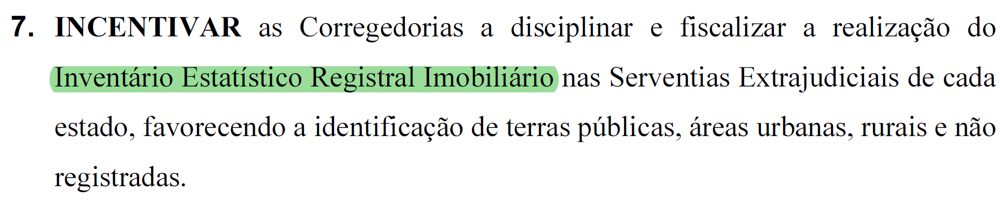 7. INCENTIVAR as Corregedorias a disciplinar e fiscalizar a realização do
Inventário Estatístico Registral Imobiliário nas Serventias Extrajudiciais de cada
estado, favorecendo a identificação de terras públicas, áreas urbanas, rurais e não
registradas.